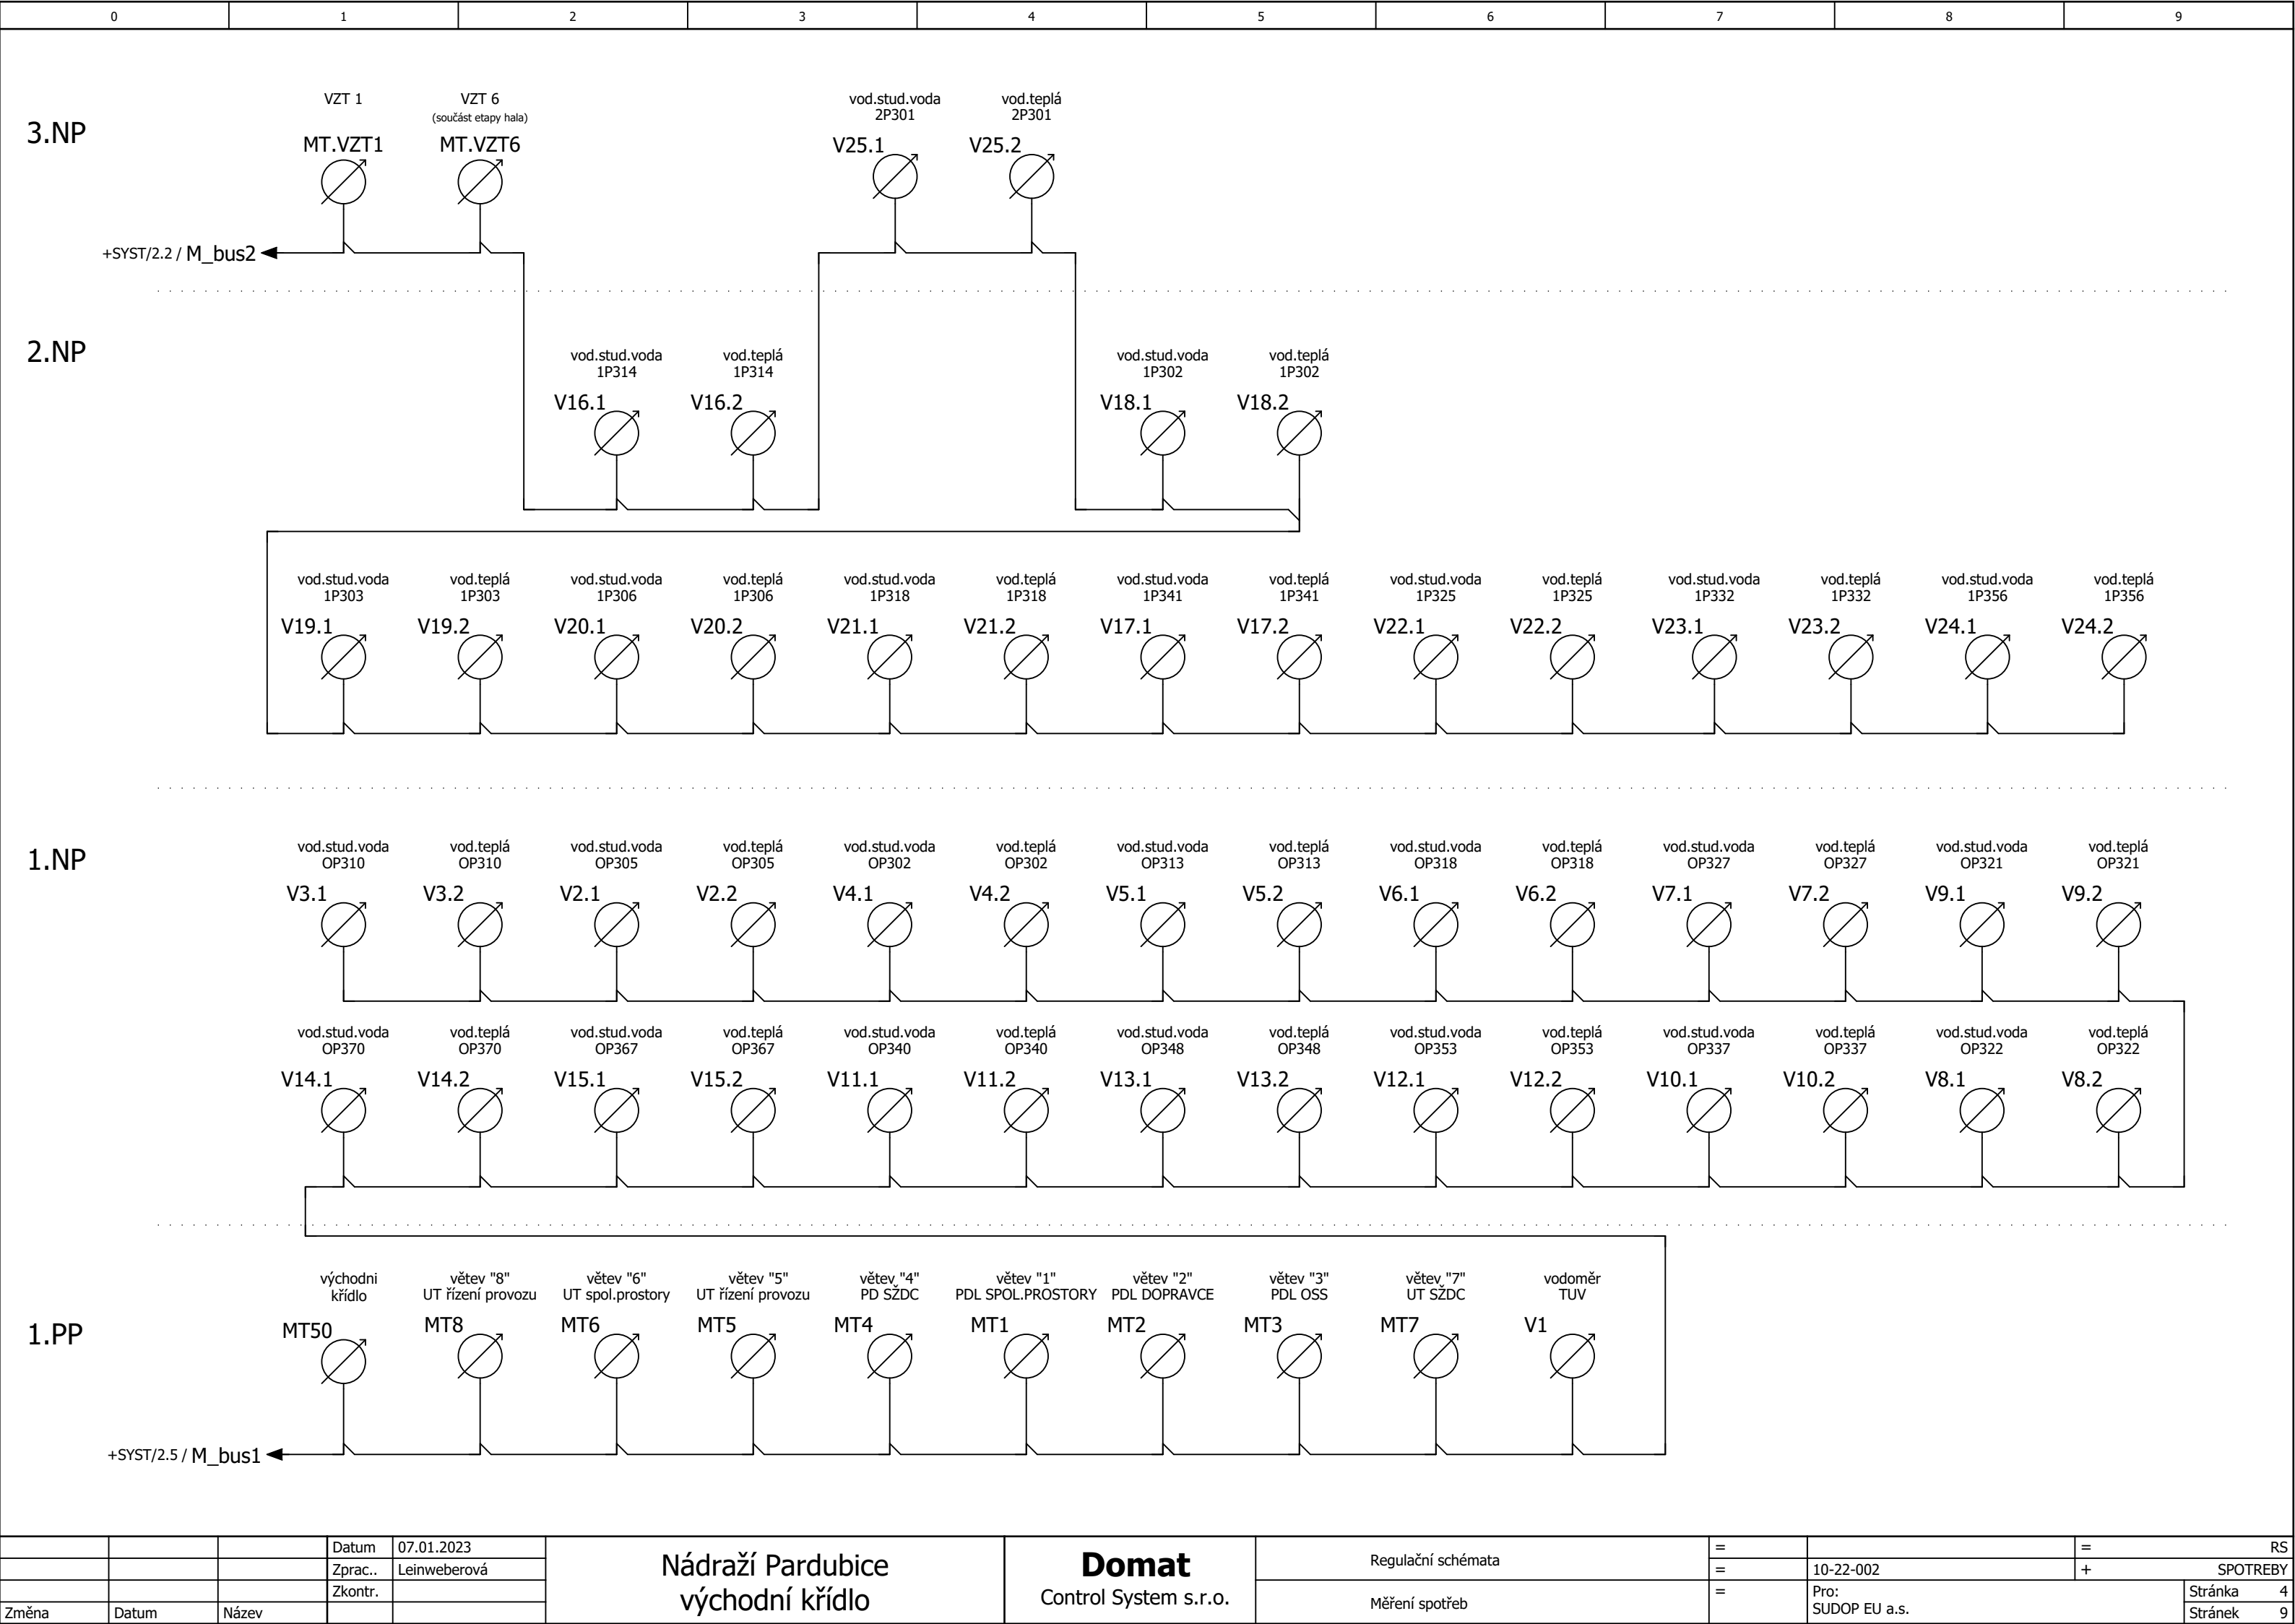 0 1 2 3 4 5 6 7 8 9
3.NP
VZT 1
MT.VZT1
VZT 6
(součást etapy hala)
MT.VZT6
vod.stud.voda
2P301
V25.1
vod.teplá
2P301
V25.2
+SYST/2.2 / M_bus2
2.NP
vod.stud.voda
1P314
V16.1
vod.teplá
1P314
V16.2
vod.stud.voda
1P302
V18.1
vod.teplá
1P302
V18.2
vod.stud.voda
1P303
V19.1
vod.teplá
1P303
V19.2
vod.stud.voda
1P306
V20.1
vod.teplá
1P306
V20.2
vod.stud.voda
1P318
V21.1
vod.teplá
1P318
V21.2
vod.stud.voda
1P341
V17.1
vod.teplá
1P341
V17.2
vod.stud.voda
1P325
V22.1
vod.teplá
1P325
V22.2
vod.stud.voda
1P332
V23.1
vod.teplá
1P332
V23.2
vod.stud.voda
1P356
V24.1
vod.teplá
1P356
V24.2
1.NP
vod.stud.voda
OP310
V3.1
vod.teplá
OP310
V3.2
vod.stud.voda
OP305
V2.1
vod.teplá
OP305
V2.2
vod.stud.voda
OP302
V4.1
vod.teplá
OP302
V4.2
vod.stud.voda
OP313
V5.1
vod.teplá
OP313
V5.2
vod.stud.voda
OP318
V6.1
vod.teplá
OP318
V6.2
vod.stud.voda
OP327
V7.1
vod.teplá
OP327
V7.2
vod.stud.voda
OP321
V9.1
vod.teplá
OP321
V9.2
vod.stud.voda
OP370
V14.1
vod.teplá
OP370
V14.2
vod.stud.voda
OP367
V15.1
vod.teplá
OP367
V15.2
vod.stud.voda
OP340
V11.1
vod.teplá
OP340
V11.2
vod.stud.voda
OP348
V13.1
vod.teplá
OP348
V13.2
vod.stud.voda
OP353
V12.1
vod.teplá
OP353
V12.2
vod.stud.voda
OP337
V10.1
vod.teplá
OP337
V10.2
vod.stud.voda
OP322
V8.1
vod.teplá
OP322
V8.2
1.PP
východni
křídlo
MT50
větev "8"
UT řízení provozu
MT8
větev "6"
UT spol.prostory
MT6
větev "5"
UT řízení provozu
MT5
větev "4"
PD SŽDC
MT4
větev "1"
PDL SPOL.PROSTORY
MT1
větev "2"
PDL DOPRAVCE
MT2
větev "3"
PDL OSS
MT3
větev "7"
UT SŽDC
MT7
vodoměr
TUV
V1
+SYST/2.5 / M_bus1
Datum 07.01.2023
Zprac.. Leinweberová
Zkontr.
Změna Datum Název
Nádraží Pardubice
východní křídlo
Domat
Control System s.r.o.
Regulační schémata
Měření spotřeb
= = RS
= 10-22-002 + SPOTREBY
= Pro:
SUDOP EU a.s.
Stránka 4
Stránek 9